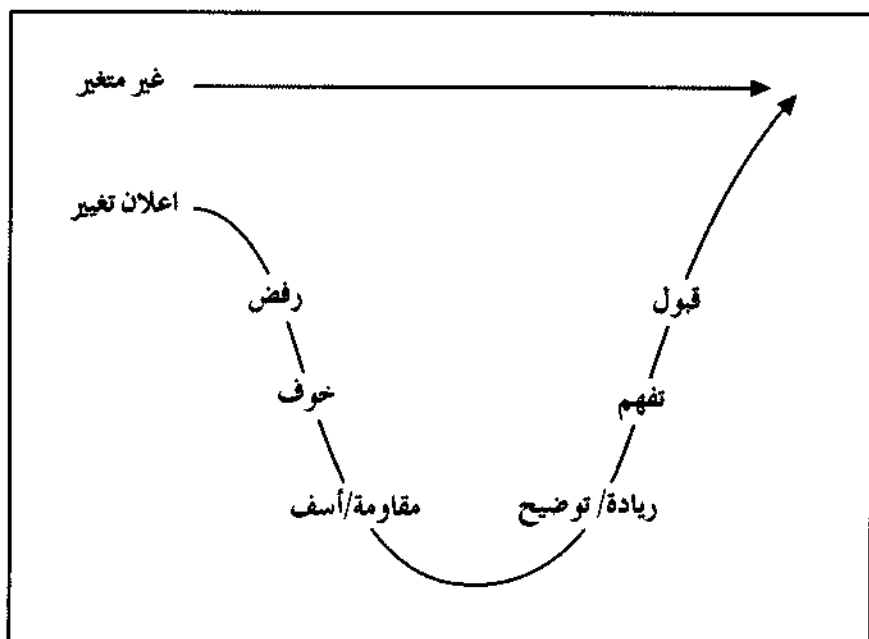 غير متغير
اعلان تغيير
رفض
قبول
خوف
تفهم
مقاومة/أسف
ريادة/توضيح